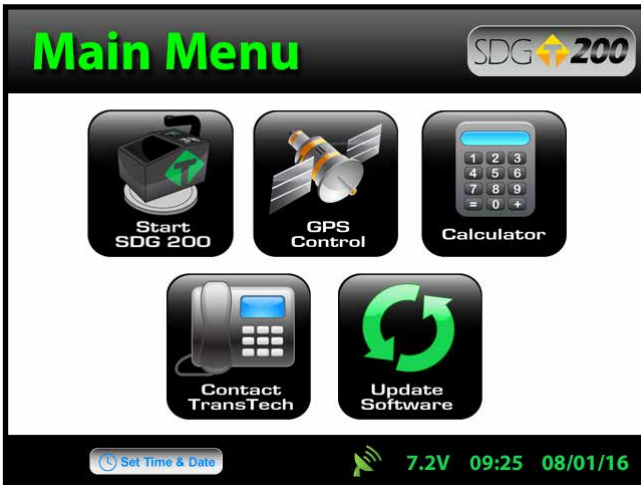 Main Menu
SDG T 200
T
Start
SDG 200
GPS
Control
1 2 3
4 5 6
7 8 9
= 0 +
Calculator
Contact
TransTech
Update
Software
Set Time & Date
7.2V 09:25 08/01/16